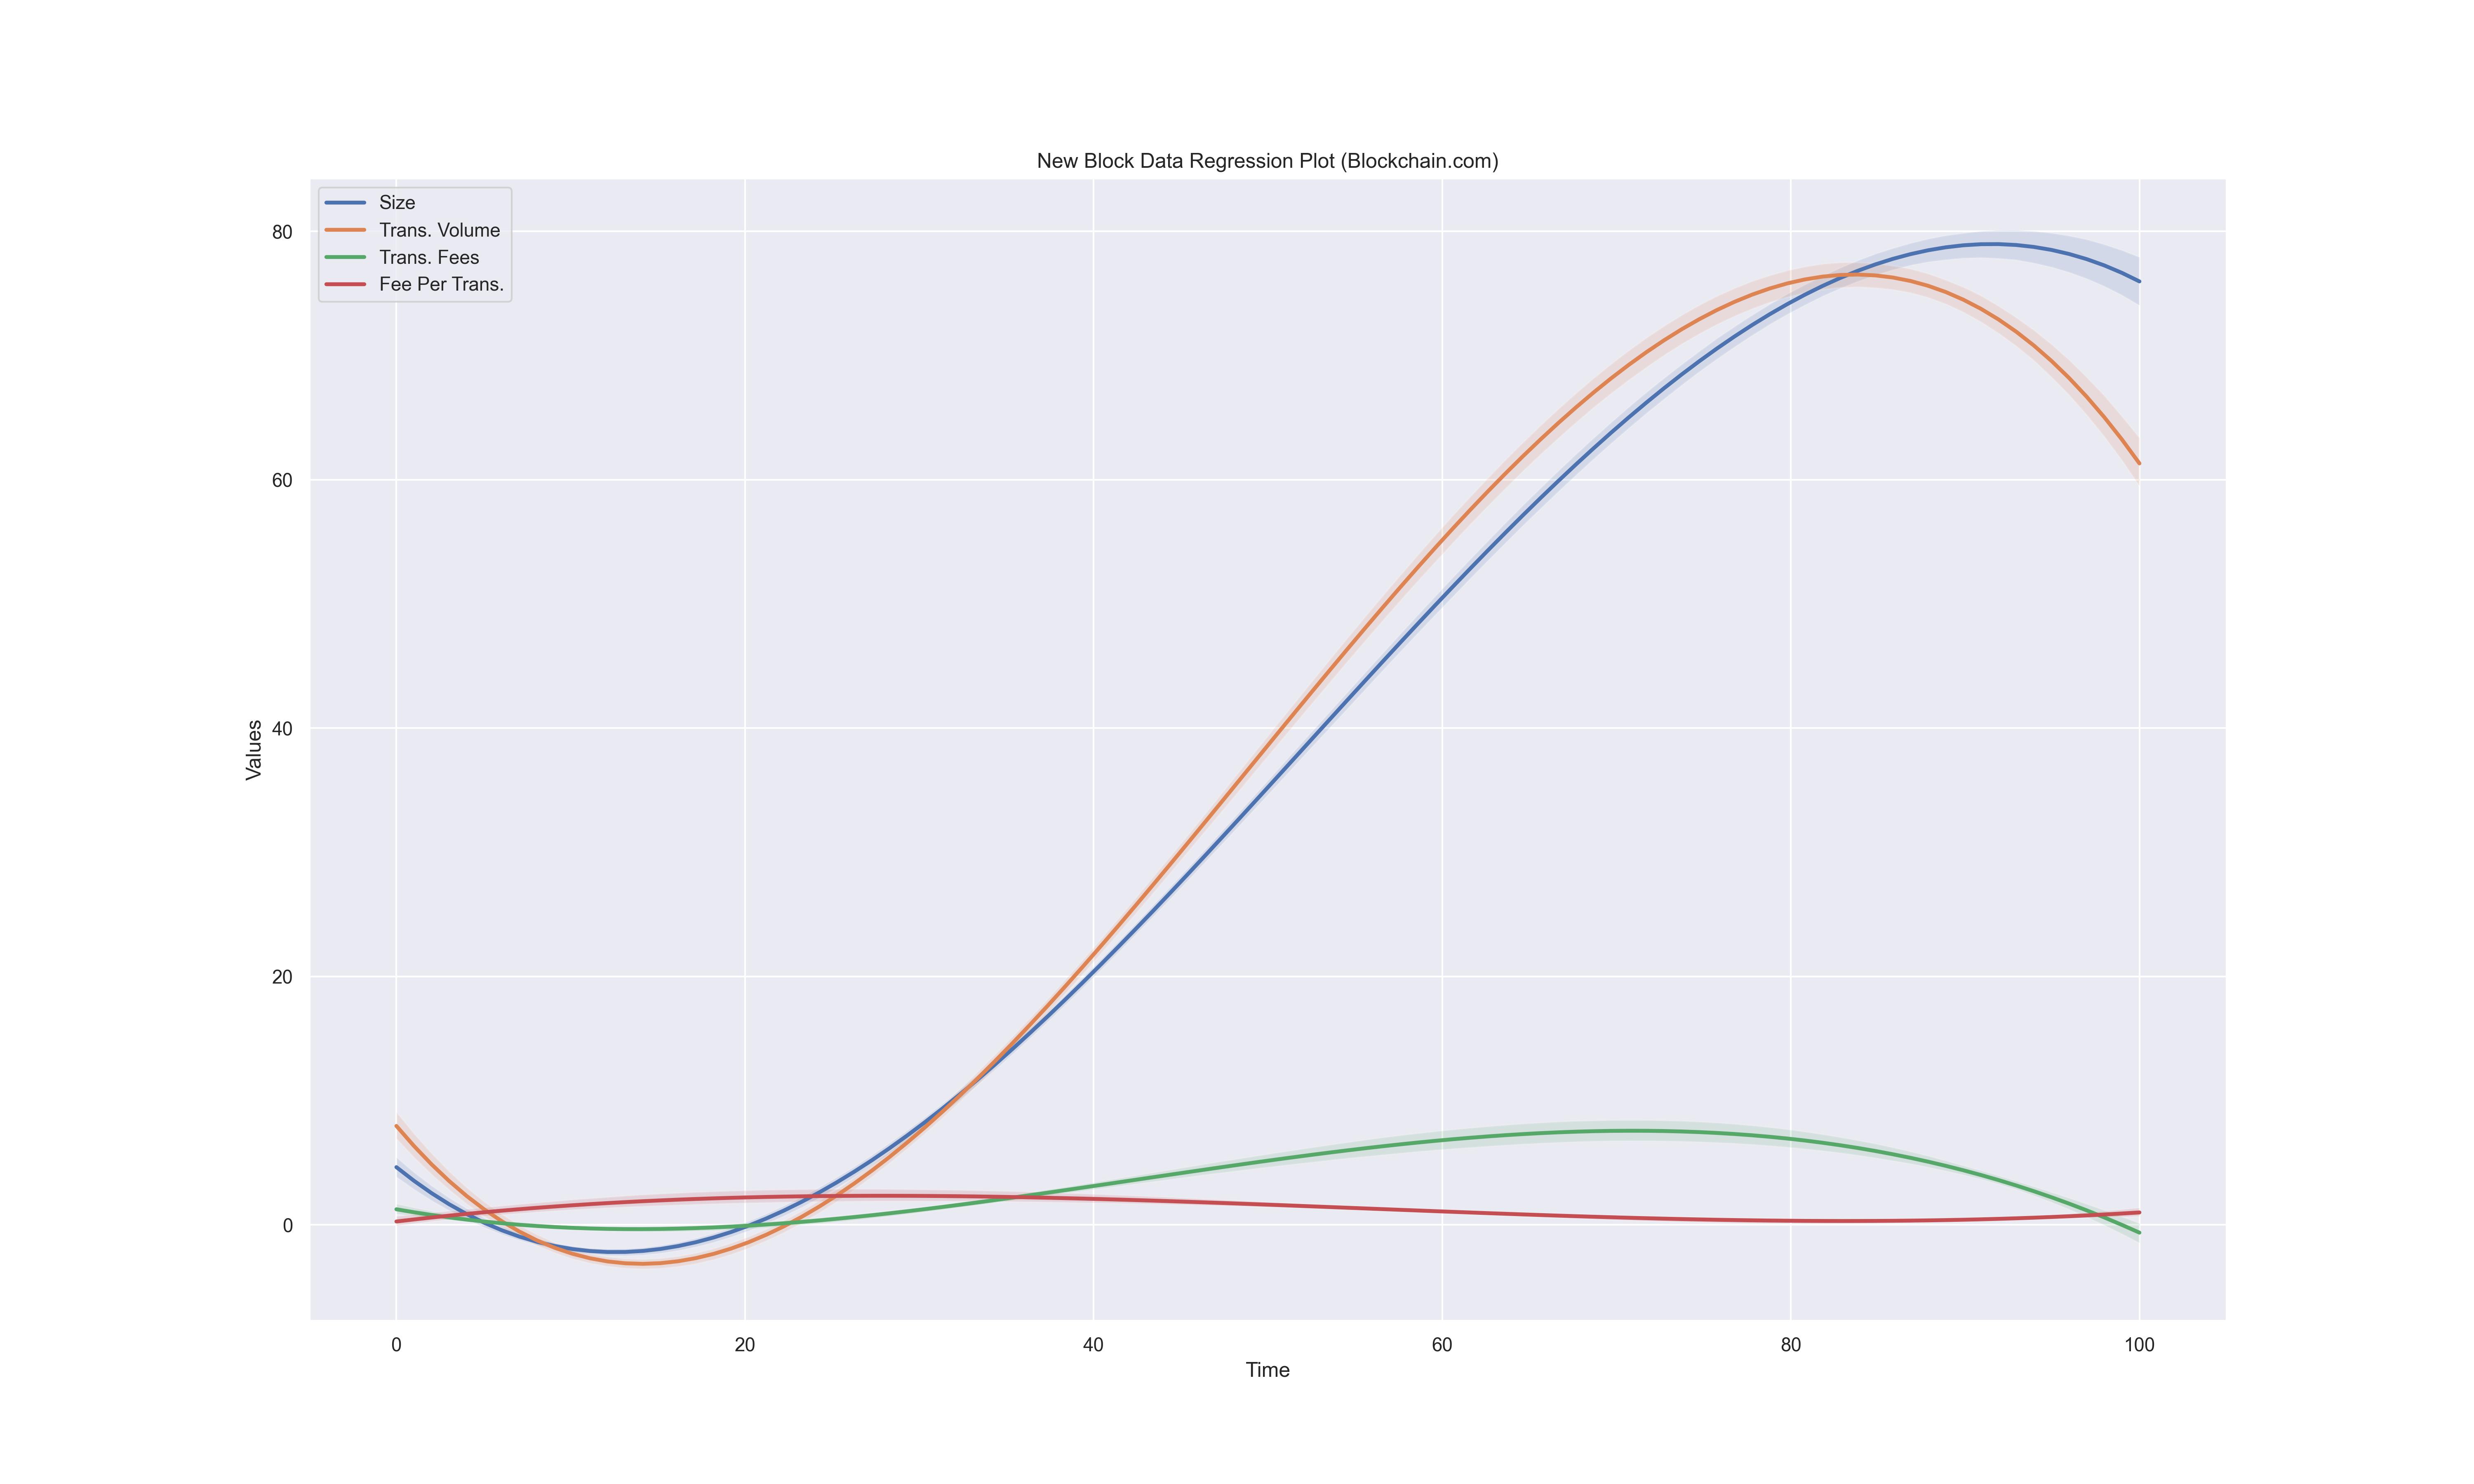 New Block Data Regression Plot (Blockchain.com)
Size
Trans. Volume
Trans. Fees
Fee Per Trans.
80
60
40
20
0
Values
0 20 40 60 80 100
Time